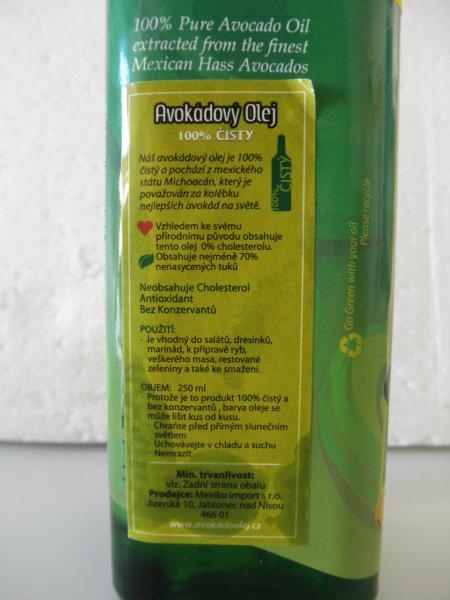 100% Pure Avocado Oil
extracted from the finest
Mexican Hass Avocados
Avokádový Olej
100% ČISTÝ
Náš avokádový olej je 100%
čistý a pochází z mexického
státu Michoacán, který je
považován za kolébku
nejlepších avokád na světě.
100% ČISTÝ
Vzhledem ke svému
přírodnímu původu obsahuje
tento olej 0% cholesterolu.
Obsahuje nejméně 70%
nenasycených tuků
Neobsahuje Cholesterol
Antioxidant
Bez Konzervantů
POUŽITÍ:
· Je vhodný do salátů, dresinků,
marinád, k přípravě ryb,
veškerého masa, restované
zeleniny a také ke smažení.
OBJEM: 250 ml
· Protože je to produkt 100% čistý a
bez konzervantů , barva oleje se
může lišit kus od kusu.
· Chraňte před přímým slunečním
světlem
· Uchovávejte v chladu a suchu
· Nemrazit
Min. trvanlivost:
viz. Zadní strana obalu
Prodejce: Mexiko import s r.o.
Jizerská 10, Jablonec nad Nisou
466 01
www.avokadoolej.cz
Go Green with your oil
Please recycle